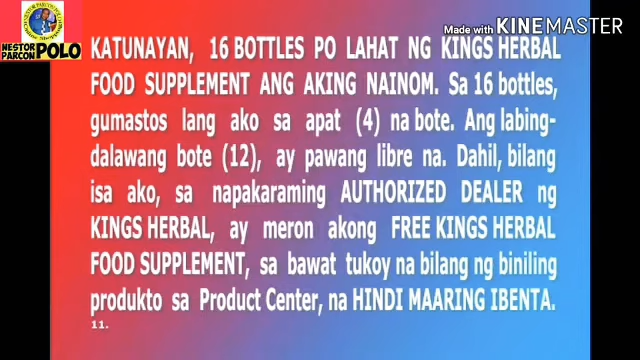 NESTOR
PARCON
POLO
Made with KINEMASTER
KATUNAYAN, 16 BOTTLES PO LAHAT NG KINGS HERBAL
FOOD SUPPLEMENT ANG AKING NAINOM. Sa 16 bottles,
gumastos lang ako sa apat (4) na bote. Ang labing-
dalawang bote (12), ay pawang libre na. Dahil, bilang
isa ako, sa napakaraming AUTHORIZED DEALER ng
KINGS HERBAL, ay meron akong FREE KINGS HERBAL
FOOD SUPPLEMENT, sa bawat tukoy na bilang ng biniling
produkto sa Product Center, na HINDI MAARING IBENTA.
11.